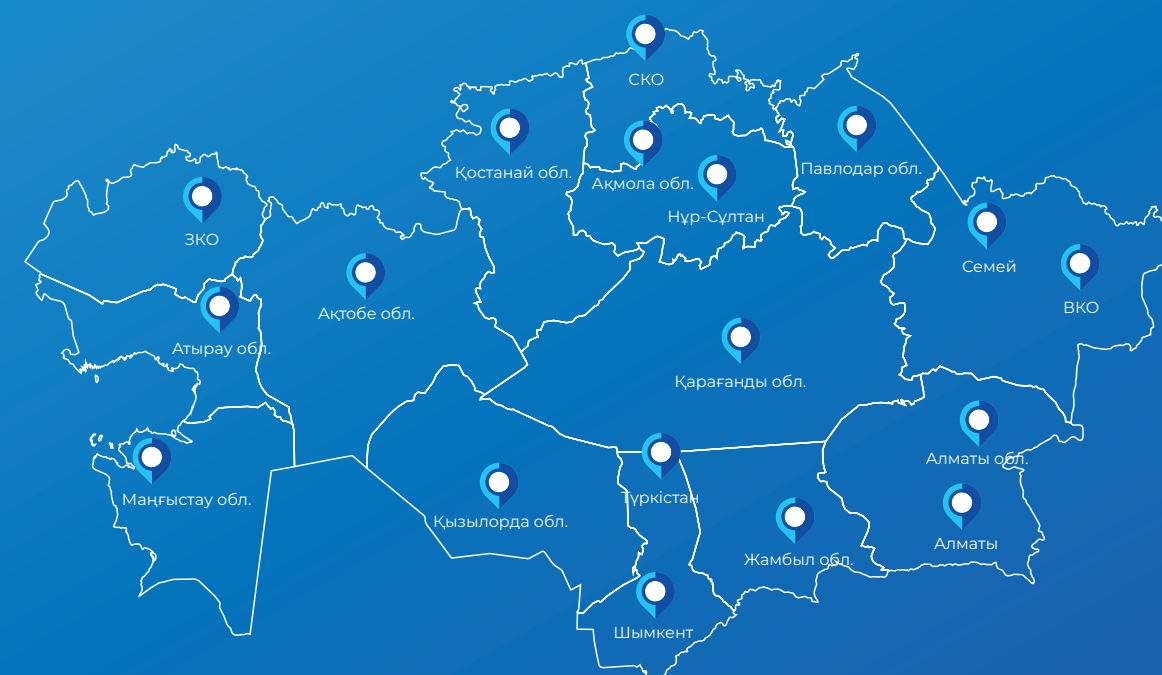 СКО
Қостанай обл.
Ақмола обл.
Павлодар обл.
Нұр-Сұлтан
ЗКО
Семей
ВКО
Ақтобе обл.
Атырау обл.
Қарағанды обл.
Алматы обл.
Маңғыстау обл.
Түркістан
Қызылорда обл.
Алматы
Жамбыл обл.
Шымкент